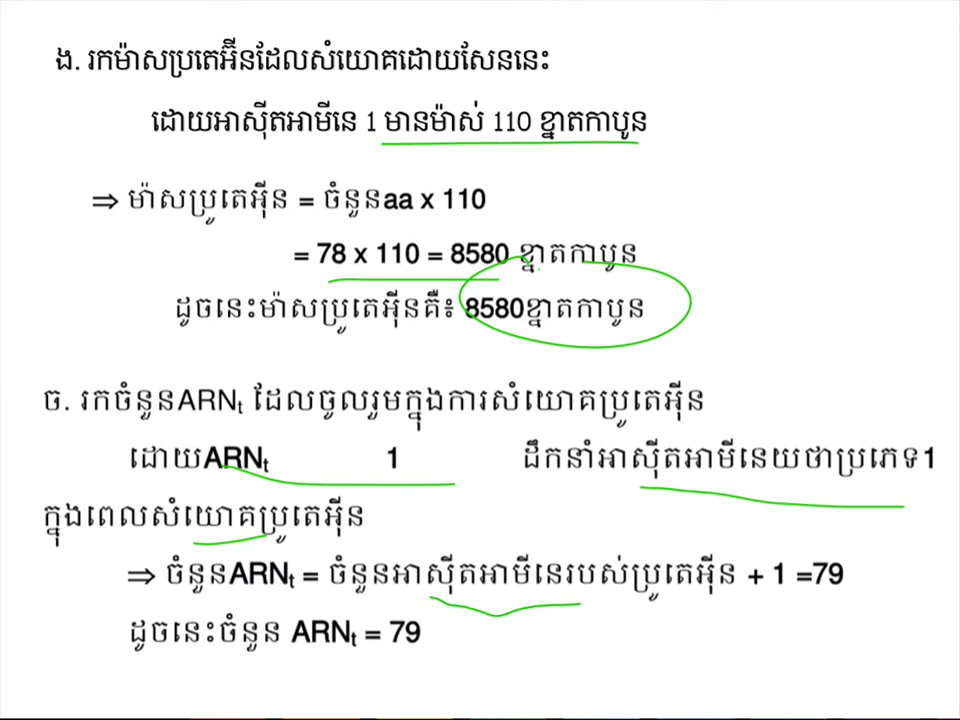 ង. រកម៉ាសប្រតេអ៊ីនដែលសំយោគដោយសែននេះ
ដោយអាស៊ីតអាមីនេ 1 មានម៉ាស់ 110 ខ្នាតកាបូន
⇒ ម៉ាសប្រូតេអ៊ីន = ចំនួនaa x 110
= 78 x 110 = 8580 ខ្នាតកាបូន
ដូចនេះម៉ាសប្រូតេអ៊ីនគឺ៖ 8580ខ្នាតកាបូន
ច. រកចំនួនARNt ដែលចូលរួមក្នុងការសំយោគប្រូតេអ៊ីន
ដោយARNt 1 ដឹកនាំអាស៊ីតអាមីនេយថាប្រភេទ1
ក្នុងពេលសំយោគប្រូតេអ៊ីន
⇒ ចំនួនARNt = ចំនួនអាស៊ីតអាមីនេរបស់ប្រូតេអ៊ីន + 1 =79
ដូចនេះចំនួន ARNt = 79